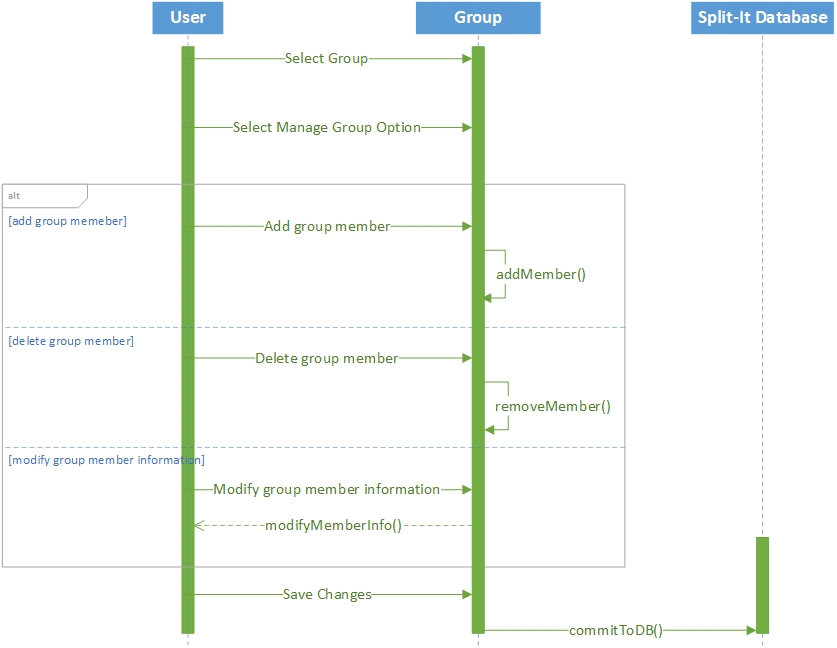 User
Group
Split-It Database
Select Group
Select Manage Group Option
alt
[add group memeber]
Add group member
addMember()
[delete group member]
Delete group member
removeMember()
[modify group member information]
Modify group member information
modifyMemberInfo()
Save Changes
commitToDB()